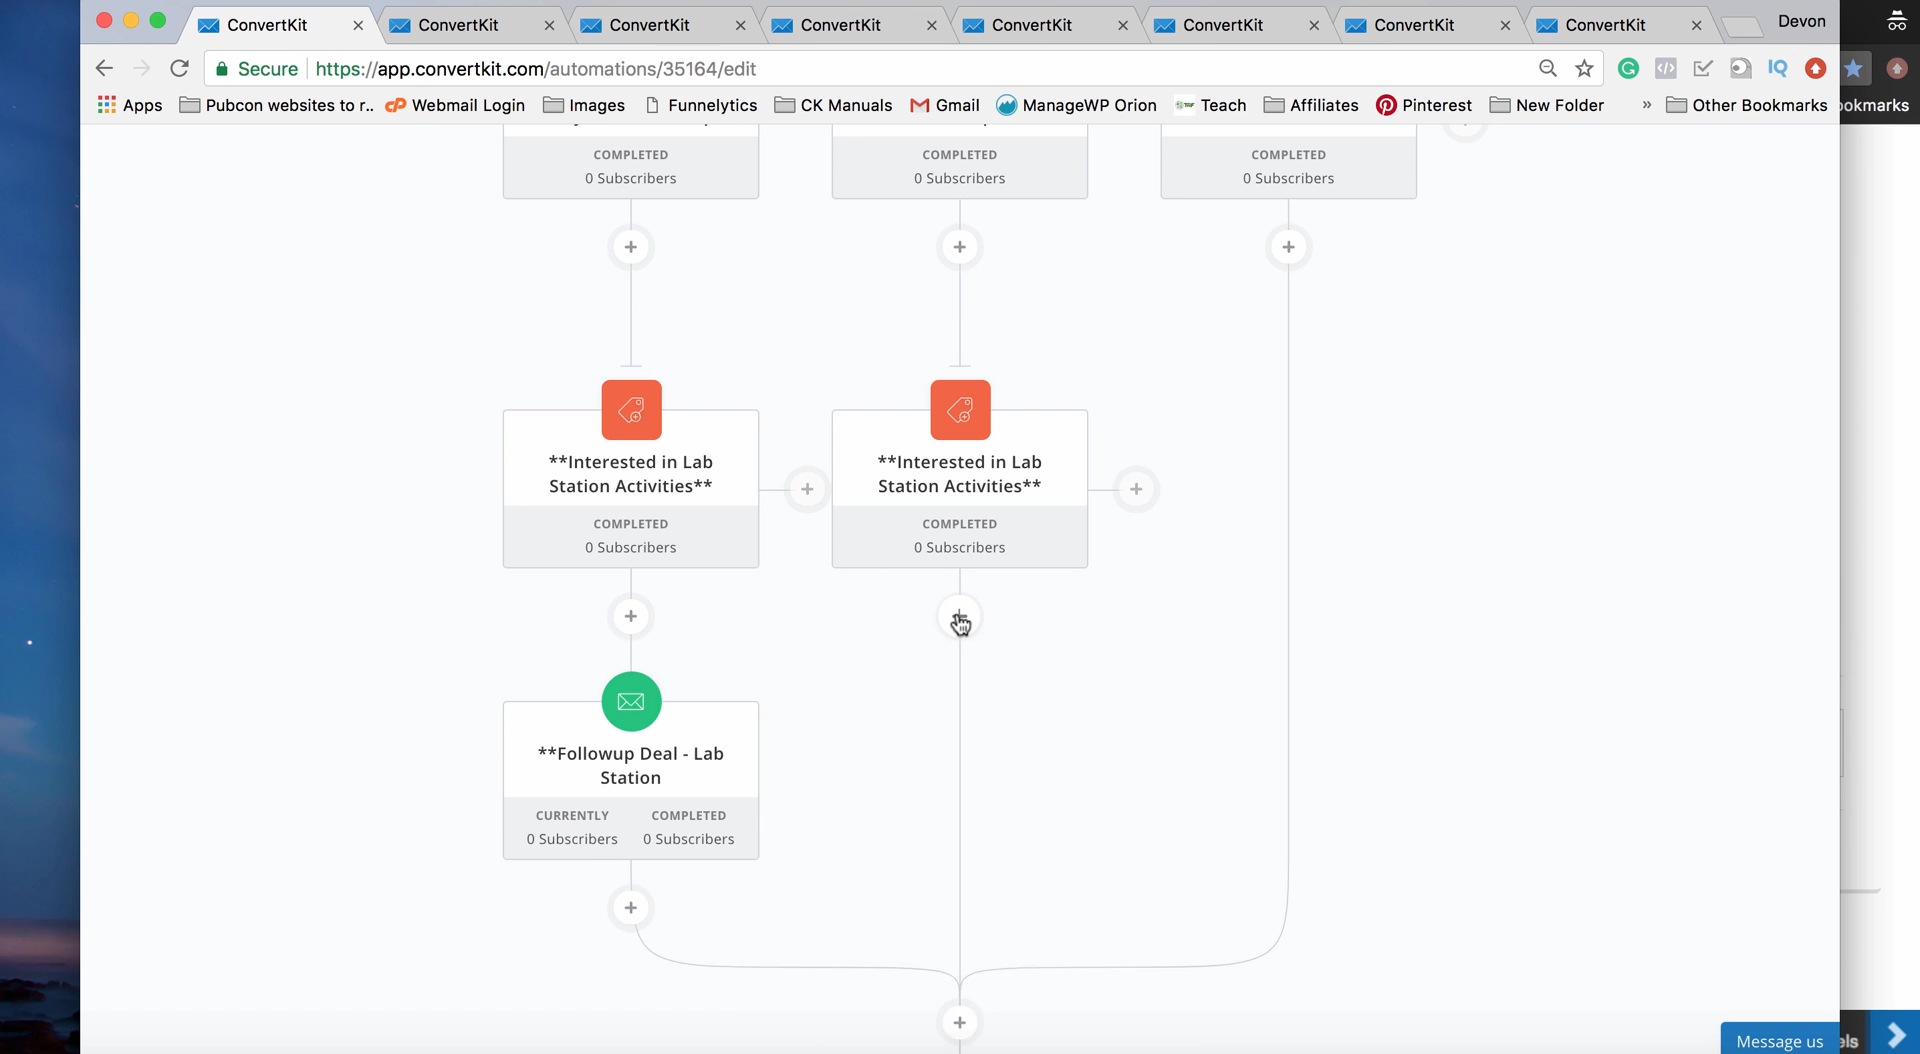 ConvertKit
ConvertKit
ConvertKit
ConvertKit
ConvertKit
ConvertKit
ConvertKit
ConvertKit
Devon
Secure
https://app.convertkit.com/automations/35164/edit
Apps
Pubcon websites to r..
cP Webmail Login
Images
Funnelytics
CK Manuals
Gmail
ManageWP Orion
Teach
Affiliates
Pinterest
New Folder
»
Other Bookmarks
ookmarks
COMPLETED
0 Subscribers
COMPLETED
0 Subscribers
COMPLETED
0 Subscribers
**Interested in Lab
Station Activities**
COMPLETED
0 Subscribers
**Interested in Lab
Station Activities**
COMPLETED
0 Subscribers
**Followup Deal - Lab
Station
CURRENTLY
0 Subscribers
COMPLETED
0 Subscribers
Message us
els